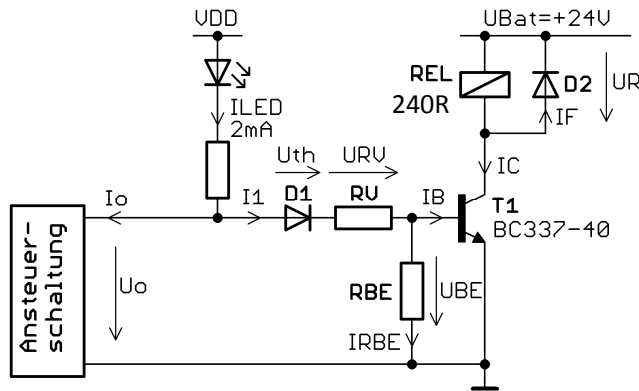 VDD
UBat=+24V
REL
240R
D2
UR
IF
ILED
2mA
Uth
URV
IC
Io
I1
D1
RV
IB
T1
BC337-40
Ansteuer-
schaltung
Uo
RBE
UBE
IRBE